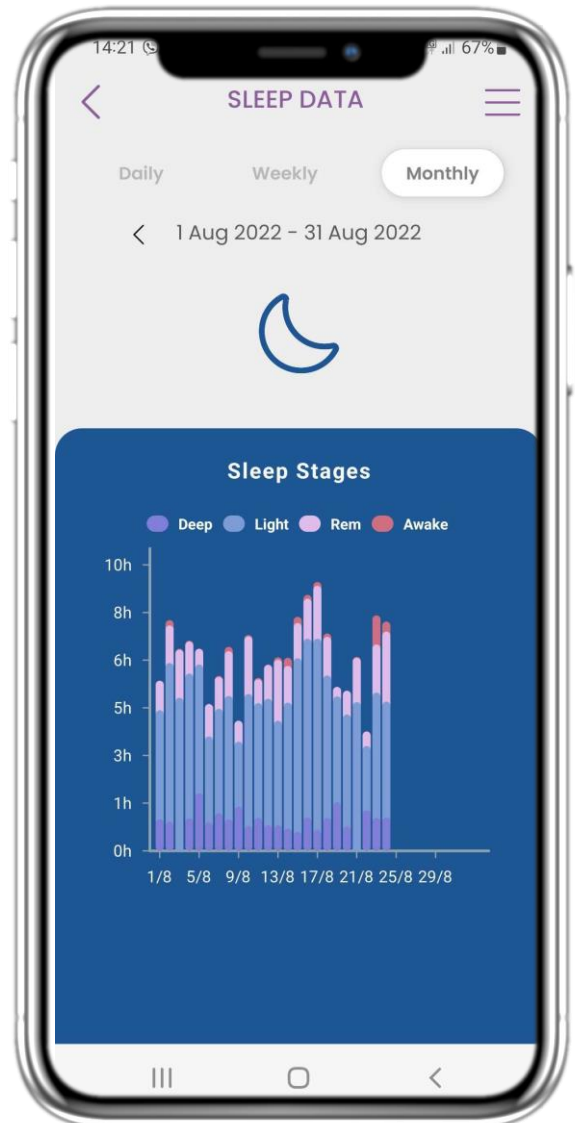 14:21 67%
SLEEP DATA
Daily Weekly Monthly
1 Aug 2022 - 31 Aug 2022
Sleep Stages
Deep Light Rem Awake
10h
8h
6h
5h
3h
1h
0h
1/8 5/8 9/8 13/8 17/8 21/8 25/8 29/8